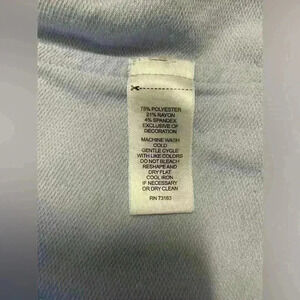 75% POLYESTER
21% RAYON
4% SPANDEX
EXCLUSIVE OF
DECORATION
MACHINE WASH
COLD
GENTLE CYCLE
WITH LIKE COLORS
DO NOT BLEACH
RESHAPE AND
DRY FLAT
COOL IRON
IF NECESSARY
OR DRY CLEAN
RN 73163